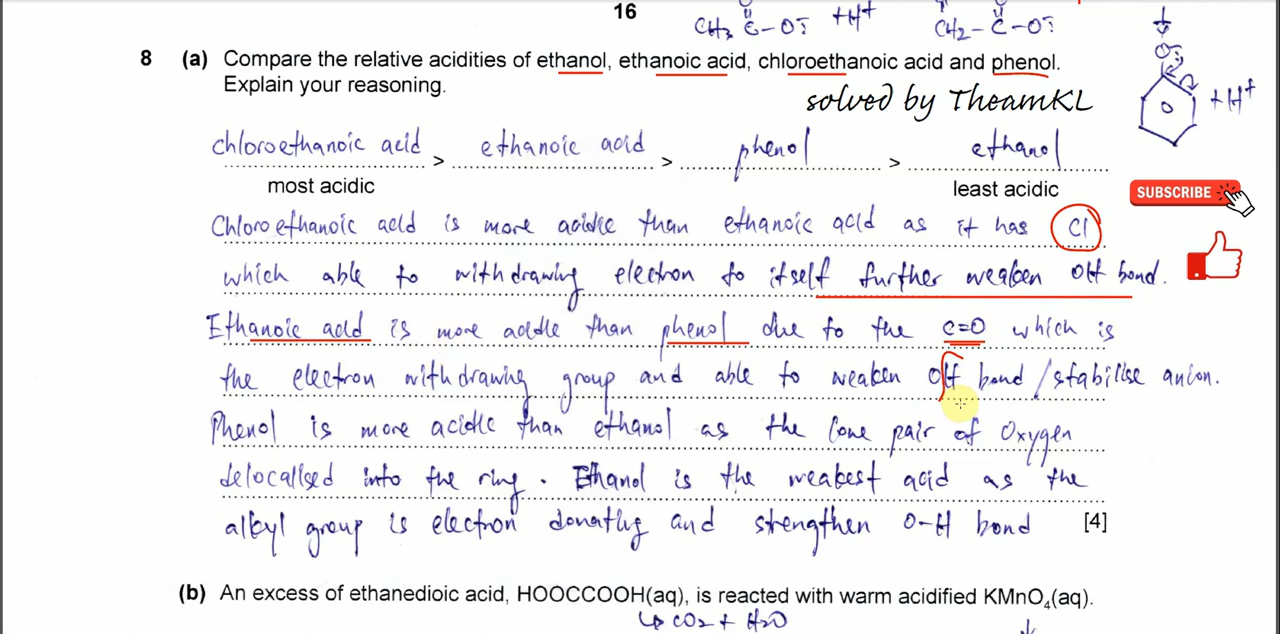 16
CH₃ C–O⁻ +H⁺ CH₂–C–O⁻
8 (a) Compare the relative acidities of ethanol, ethanoic acid, chloroethanoic acid and phenol.
Explain your reasoning.
solved by TheamKL
+H⁺
chloroethanoic acid > ethanoic acid > phenol > ethanol
most acidic least acidic
SUBSCRIBE
Chloroethanoic acid is more acidic than ethanoic acid as it has Cl
which able to withdrawing electron to itself further weaken OH bond.
Ethanoic acid is more acidic than phenol due to the C=O which is
the electron withdrawing group and able to weaken OH bond/stabilise anion.
Phenol is more acidic than ethanol as the lone pair of Oxygen
delocalised into the ring. Ethanol is the weakest acid as the
alkyl group is electron donating and strengthen O-H bond [4]
(b) An excess of ethanedioic acid, HOOCCOOH(aq), is reacted with warm acidified KMnO₄(aq).
↳ CO₂ + H₂O